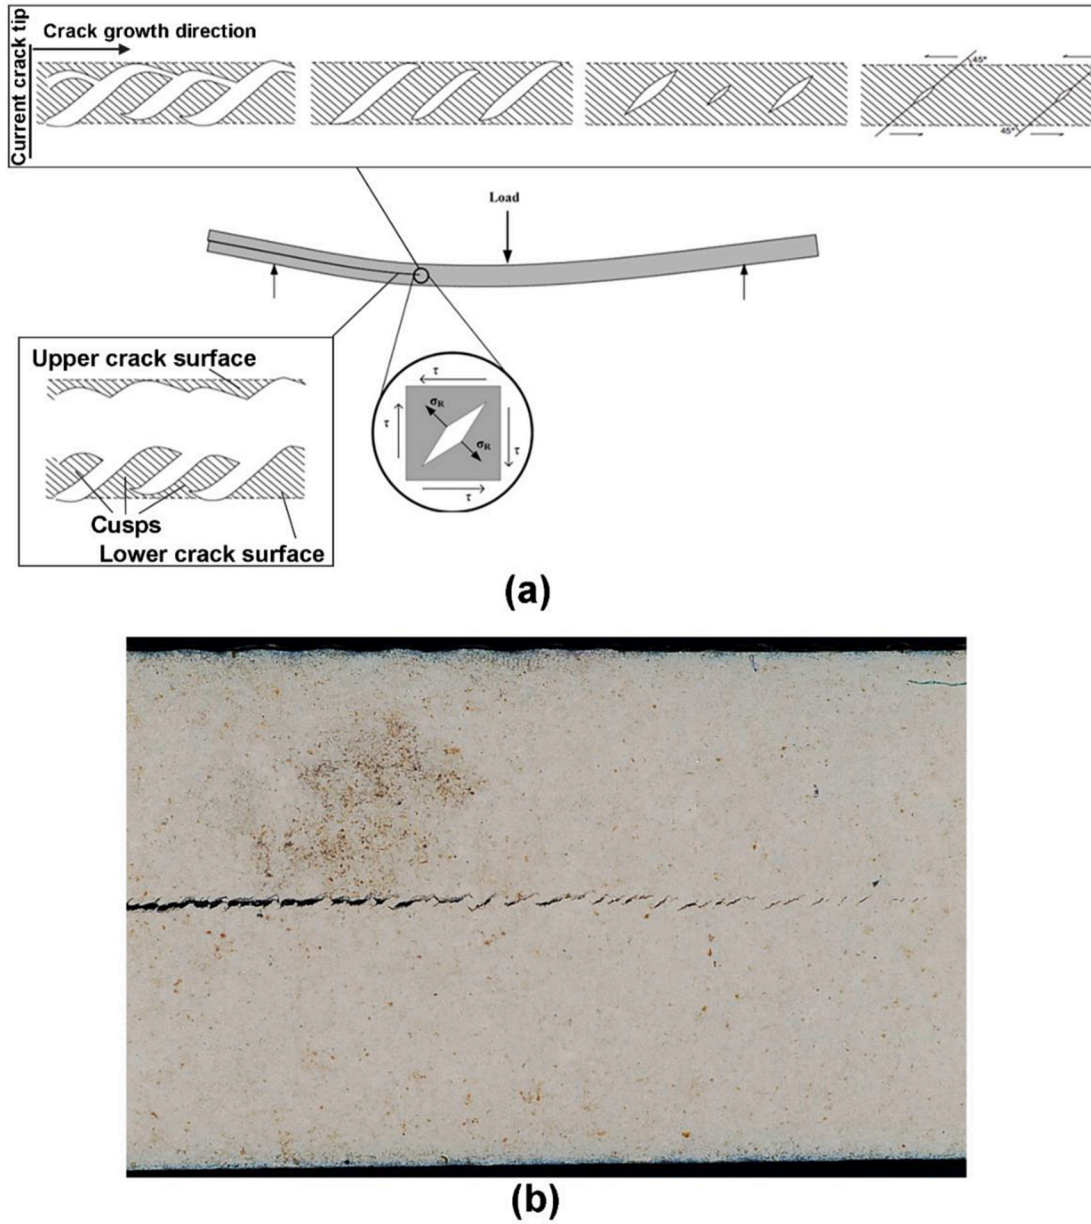 Crack growth direction
Current crack tip
45°
45°
Load
Upper crack surface
Cusps
Lower crack surface
τ
σR
τ
τ
σR
τ
(a)
(b)